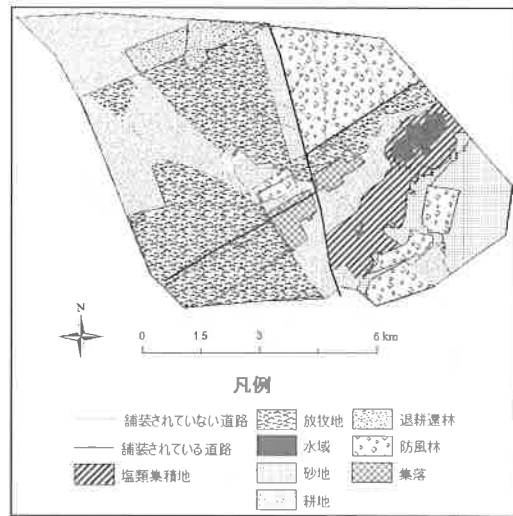 N
0 1.5 3 6 km
凡例
舗装されていない道路 放牧地 退耕還林
舗装されている道路 水域 防風林
塩類集積地 砂地 集落
耕地